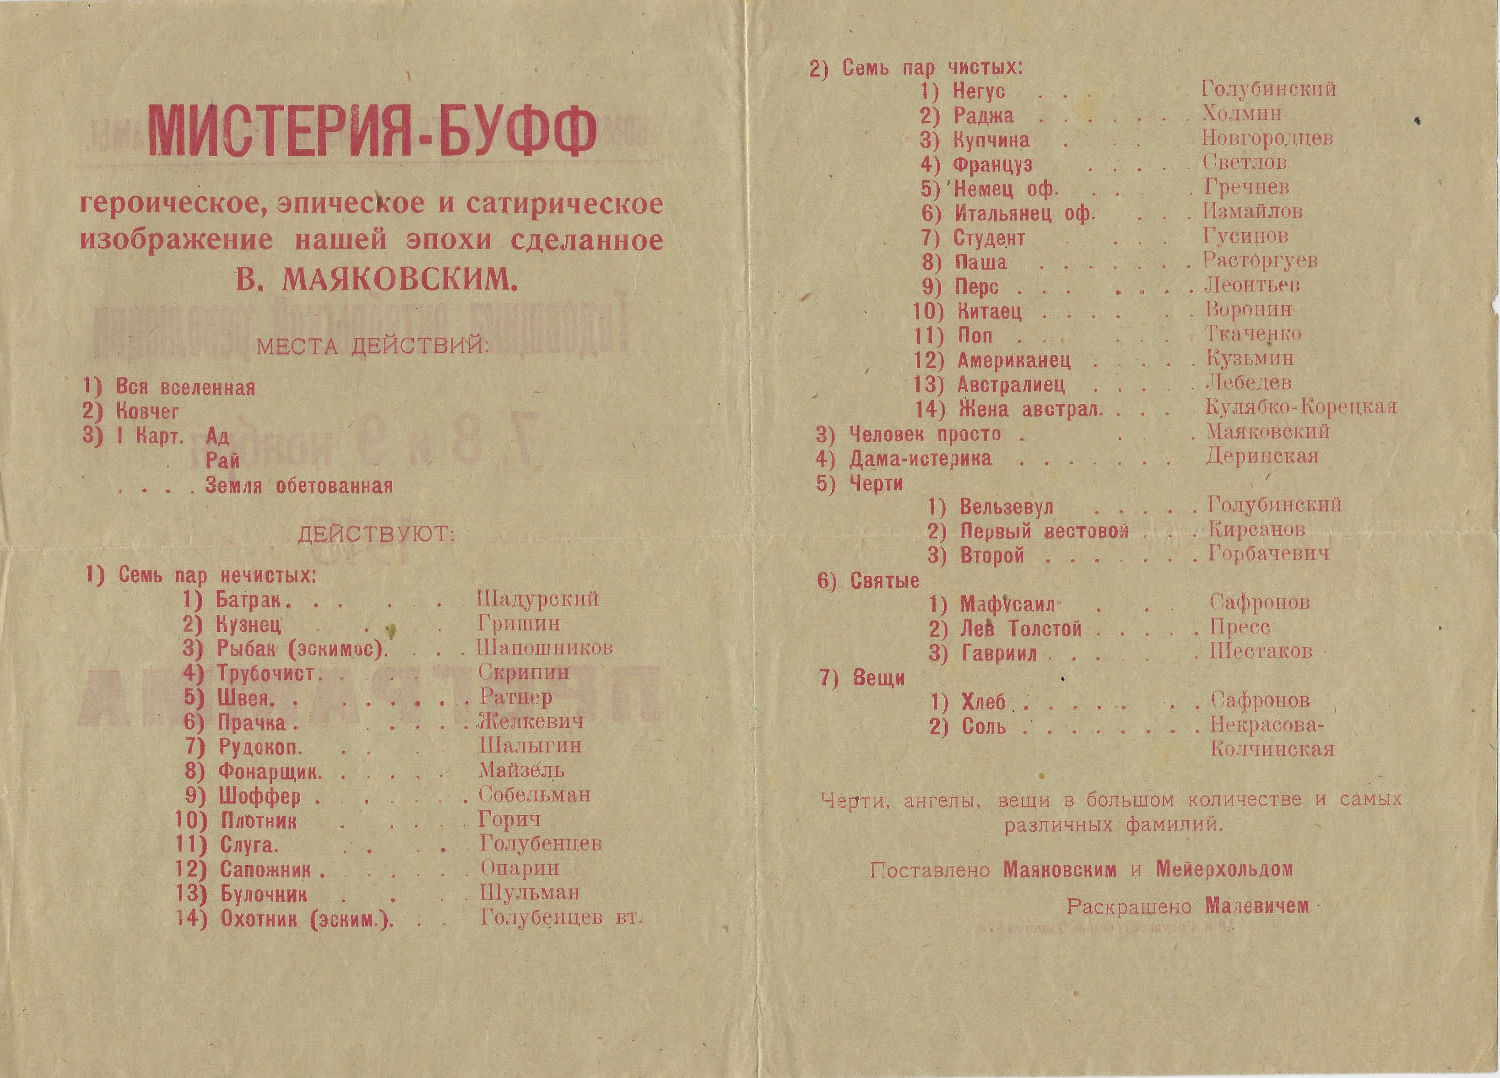 МИСТЕРИЯ-БУФФ
героическое, эпическое и сатирическое
изображение нашей эпохи сделанное
В. МАЯКОВСКИМ.
МЕСТА ДЕЙСТВИЙ:
1) Вся вселенная
2) Ковчег
3) I Карт. Ад
. Рай
. . . . Земля обетованная
ДЕЙСТВУЮТ:
1) Семь пар нечистых:
1) Батрак. . . . . . Шадурский
2) Кузнец . . . Гришин
3) Рыбак (эскимос). . . . Шапошников
4) Трубочист. . . . . Скрипин
5) Швея. . . . . . . . Ратнер
6) Прачка . . . . . . Желкевич
7) Рудокоп. . . . Шалыгин
8) Фонарщик. . . . . . Майзель
9) Шоффер . . . . . . Собельман
10) Плотник . . . . . Горич
11) Слуга. . . . Голубенцев
12) Сапожник . . . . . . Опарин
13) Булочник . . . . Шульман
14) Охотник (эским.). . . Голубенцев вт.
2) Семь пар чистых:
1) Негус . . . Голубинский
2) Раджа . . . . . . . Холмин
3) Купчина . . . Новгородцев
4) Француз . . . . . Светлов
5) Немец оф. . . . Гречнев
6) Итальянец оф. . . . Измайлов
7) Студент . . . . Гусинов
8) Паша . . . . . . . Расторгуев
9) Перс . . . . . . . Леонтьев
10) Китаец . . . . . . Воронин
11) Поп . . . . . . Ткаченко
12) Американец . . . . . Кузьмин
13) Австралиец . . . . . Лебедев
14) Жена австрал. . . . Кулябко-Корецкая
3) Человек просто . . . . Маяковский
4) Дама-истерика . . . . . . . Деринская
5) Черти
1) Вельзевул . . . . . Голубинский
2) Первый вестовой . . . Кирсанов
3) Второй . . . . . . . Горбачевич
6) Святые
1) Мафусаил . . . Сафронов
2) Лев Толстой . . . . . Пресс
3) Гавриил . . . . . Шестаков
7) Вещи
1) Хлеб . . . . . . . . Сафронов
2) Соль . . . . . . . . Некрасова-
Колчинская
Черти, ангелы, вещи в большом количестве и самых
различных фамилий.
Поставлено Маяковским и Мейерхольдом
Раскрашено Малевичем